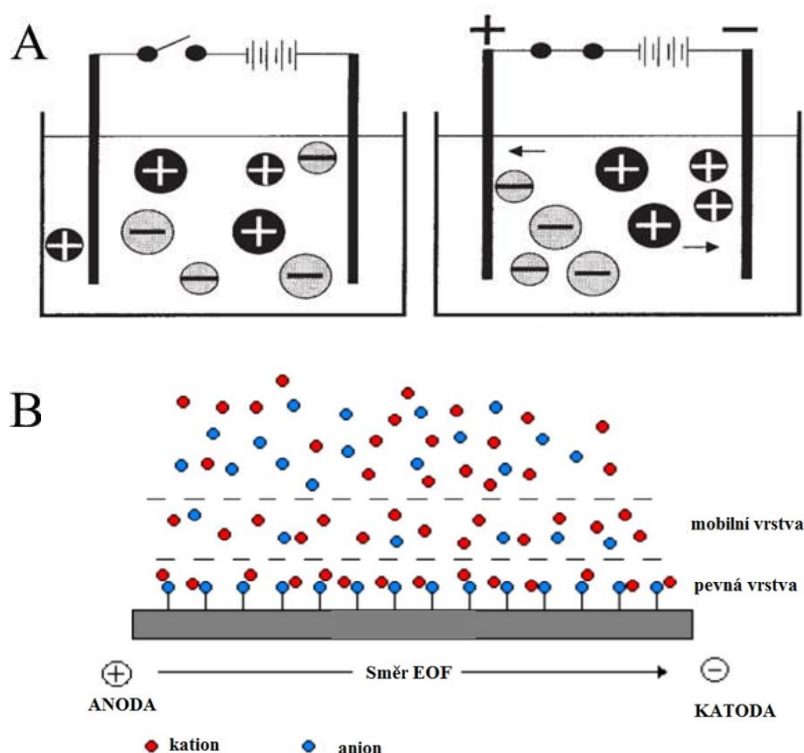 A
+ −
+ + −
− +
+
− −
−
+ +
−
− + +
− −
B
mobilní vrstva
pevná vrstva
+ Směr EOF −
ANODA KATODA
kation anion